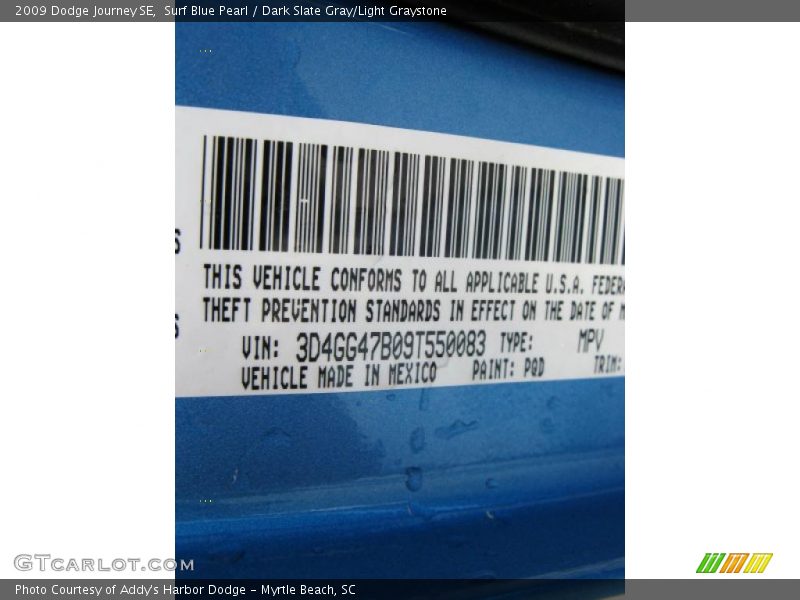 2009 Dodge Journey SE, Surf Blue Pearl / Dark Slate Gray/Light Graystone
THIS VEHICLE CONFORMS TO ALL APPLICABLE U.S.A. FEDERA
THEFT PREVENTION STANDARDS IN EFFECT ON THE DATE OF M
VIN: 3D4GG47B09T550083 TYPE: MPV
VEHICLE MADE IN MEXICO PAINT: PQD TRIM:
GTCARLOT.COM
Photo Courtesy of Addy's Harbor Dodge - Myrtle Beach, SC